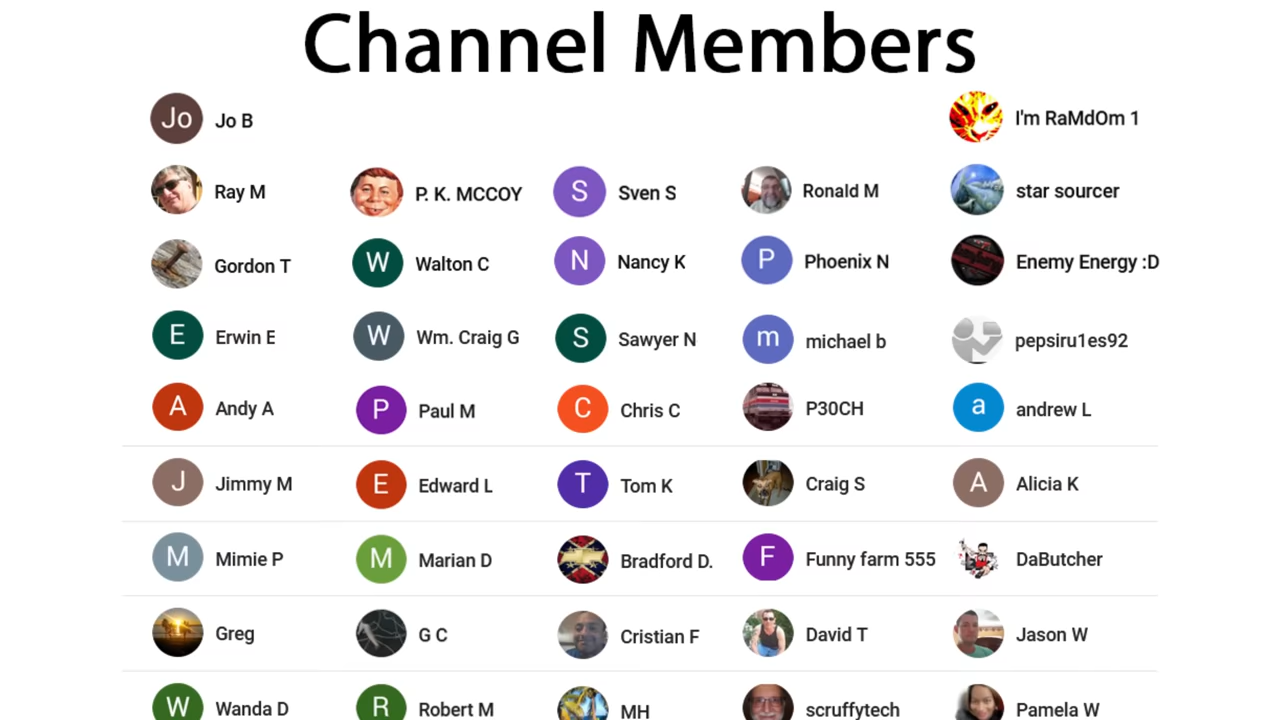 Channel Members
Jo Jo B I'm RaMdOm 1
Ray M P. K. MCCOY S Sven S Ronald M star sourcer
Gordon T W Walton C N Nancy K P Phoenix N Enemy Energy :D
E Erwin E W Wm. Craig G S Sawyer N m michael b pepsiru1es92
A Andy A P Paul M C Chris C P30CH a andrew L
J Jimmy M E Edward L T Tom K Craig S A Alicia K
M Mimie P M Marian D Bradford D. F Funny farm 555 DaButcher
Greg G C Cristian F David T Jason W
W Wanda D R Robert M MH scruffytech Pamela W